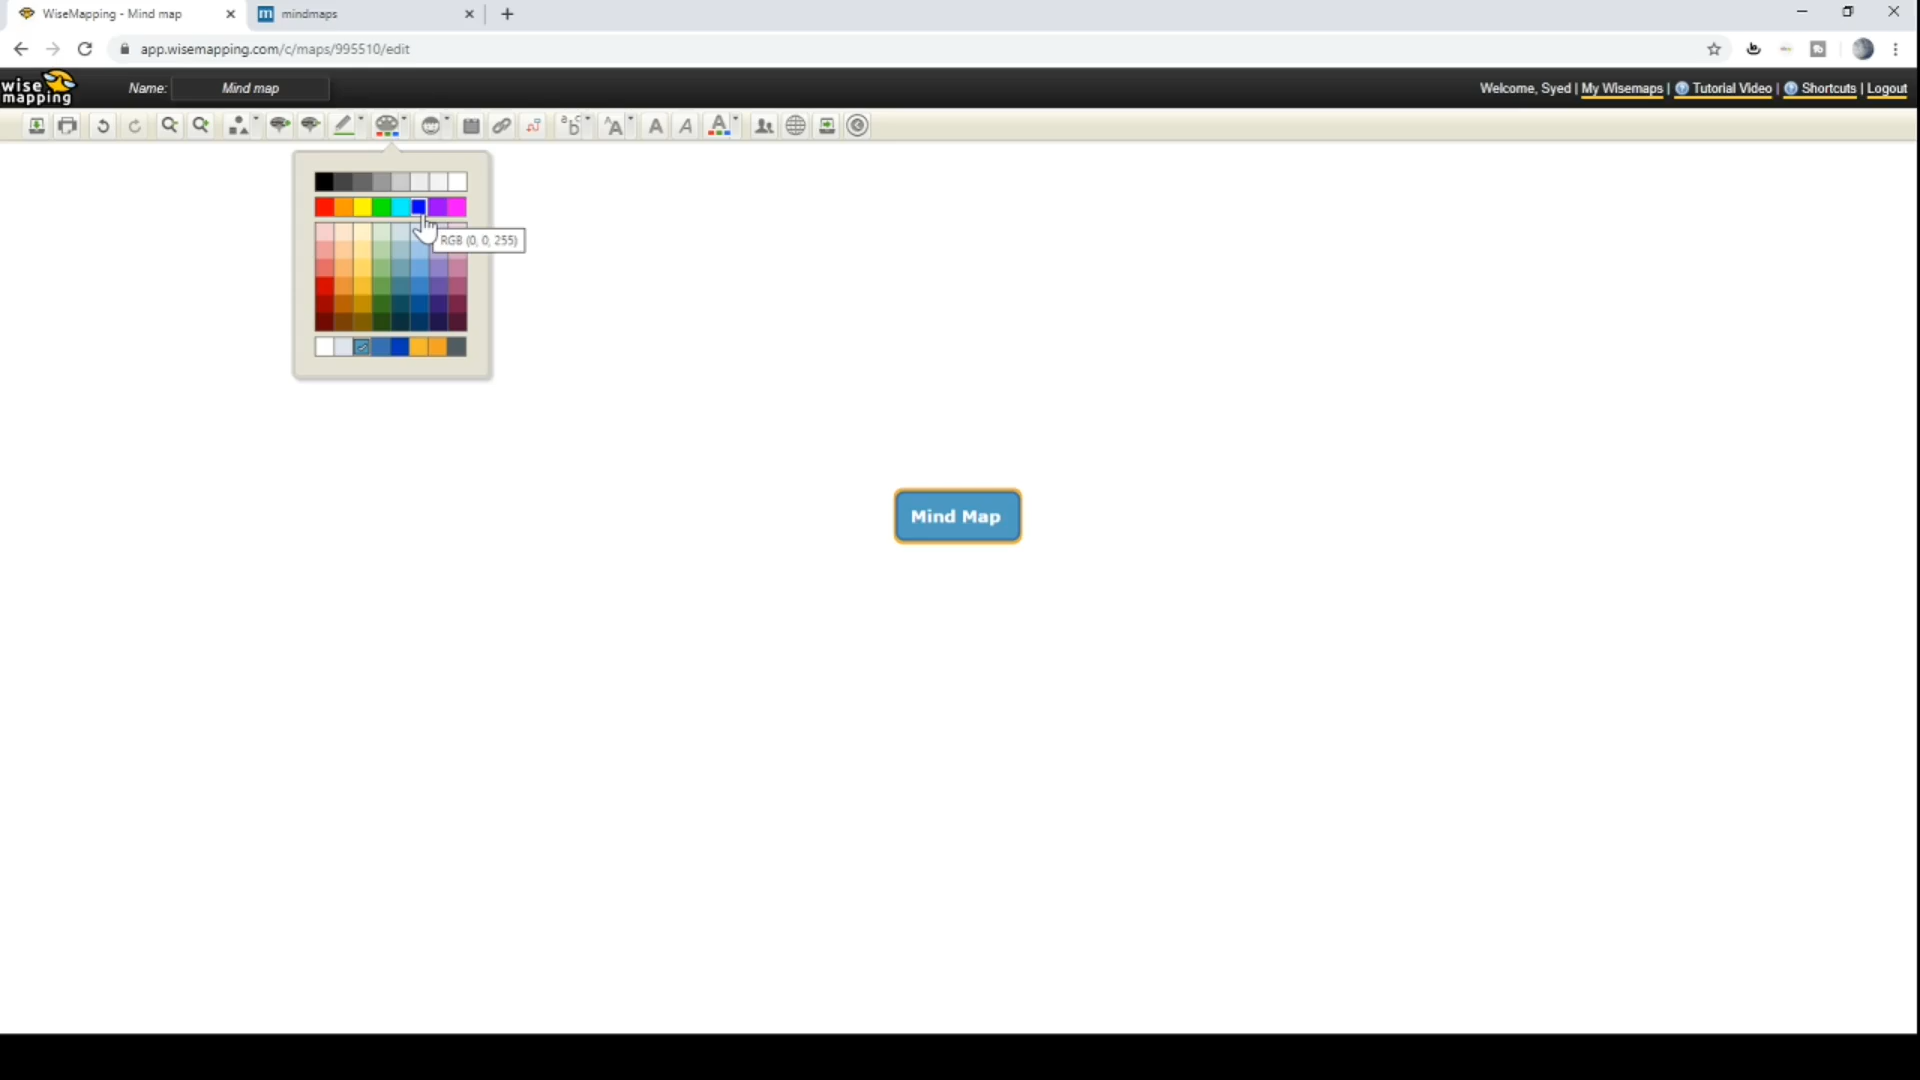 WiseMapping - Mind map
mindmaps
app.wisemapping.com/c/maps/995510/edit
wise mapping
Name: Mind map
Welcome, Syed | My Wisemaps | Tutorial Video | Shortcuts | Logout
RGB (0, 0, 255)
Mind Map